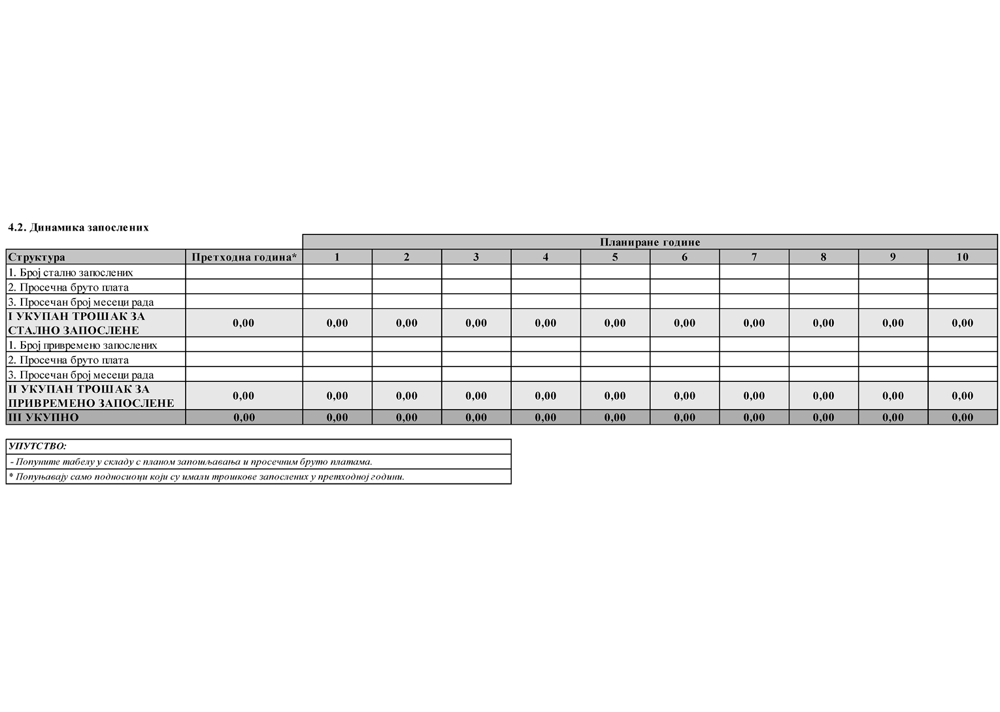 4.2. Динамика запослених
Планиране године
Структура Претходна година* 1 2 3 4 5 6 7 8 9 10
1. Број стално запослених
2. Просечна бруто плата
3. Просечан број месеци рада
I УКУПАН ТРОШАК ЗА
СТАЛНО ЗАПОСЛЕНЕ 0,00 0,00 0,00 0,00 0,00 0,00 0,00 0,00 0,00 0,00 0,00
1. Број привремено запослених
2. Просечна бруто плата
3. Просечан број месеци рада
II УКУПАН ТРОШАК ЗА
ПРИВРЕМЕНО ЗАПОСЛЕНЕ 0,00 0,00 0,00 0,00 0,00 0,00 0,00 0,00 0,00 0,00 0,00
III УКУПНО 0,00 0,00 0,00 0,00 0,00 0,00 0,00 0,00 0,00 0,00 0,00
УПУТСТВО:
- Попуните табелу у складу с планом запошљавања и просечним бруто платама.
* Попуњавају само подносиоци који су имали трошкове запослених у претходној години.